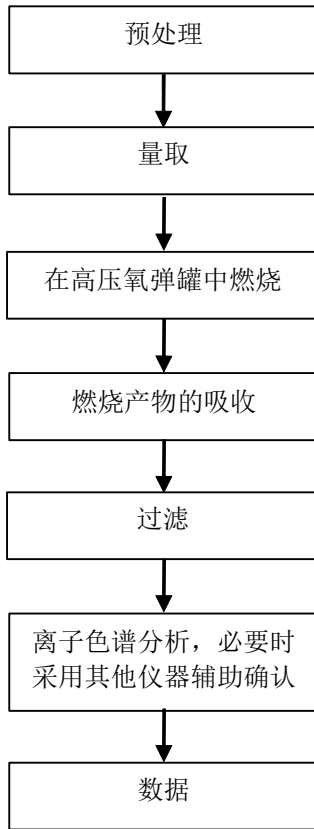 预处理
量取
在高压氧弹罐中燃烧
燃烧产物的吸收
过滤
离子色谱分析，必要时
采用其他仪器辅助确认
数据